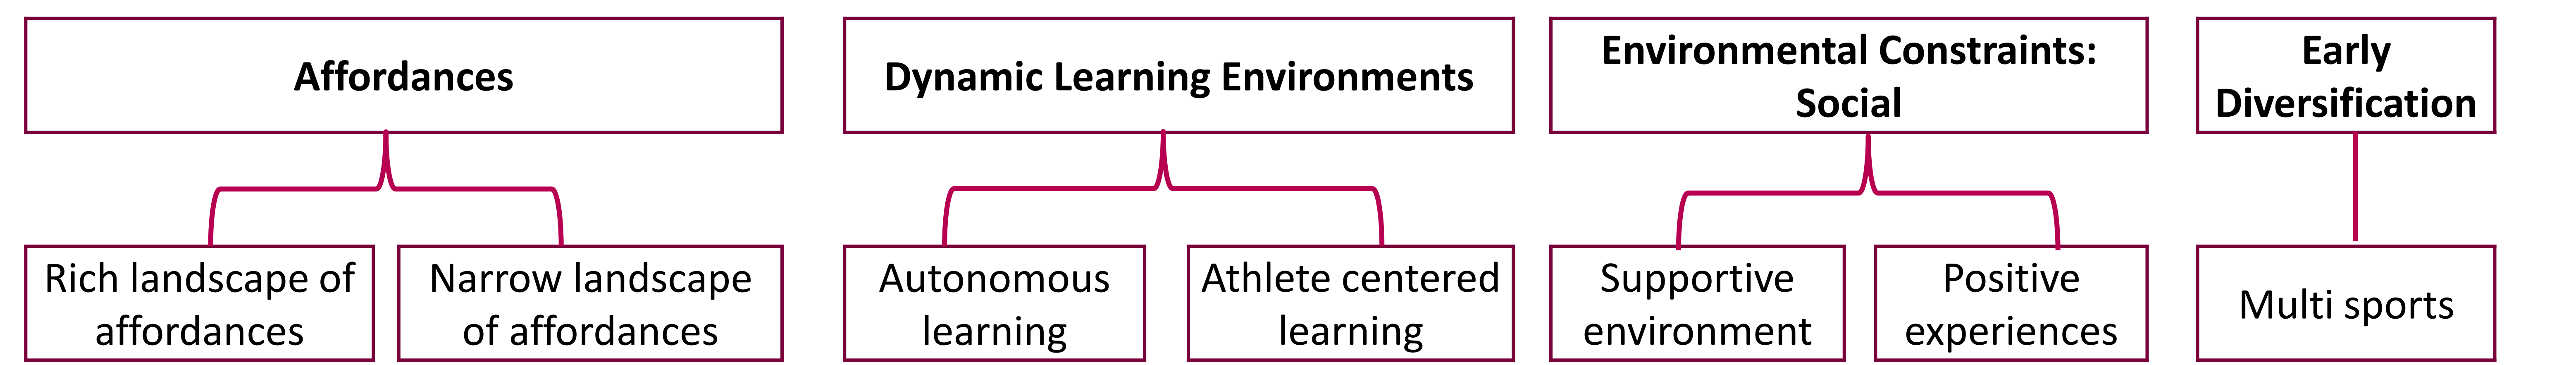 Affordances
Dynamic Learning Environments
Environmental Constraints:
Social
Early
Diversification
Rich landscape of
affordances
Narrow landscape
of affordances
Autonomous
learning
Athlete centered
learning
Supportive
environment
Positive
experiences
Multi sports